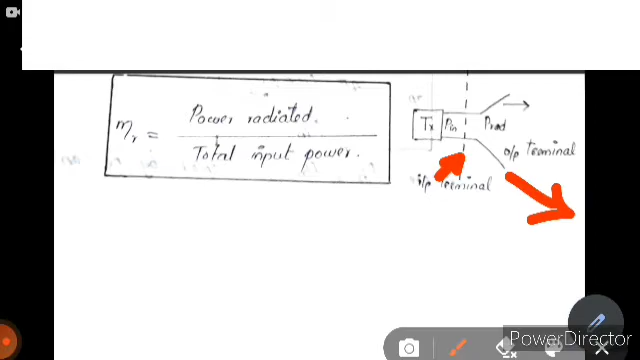 Power radiated.
ηr =
Total input power.
Tx Pin Prad
o/p terminal
i/p terminal
PowerDirector